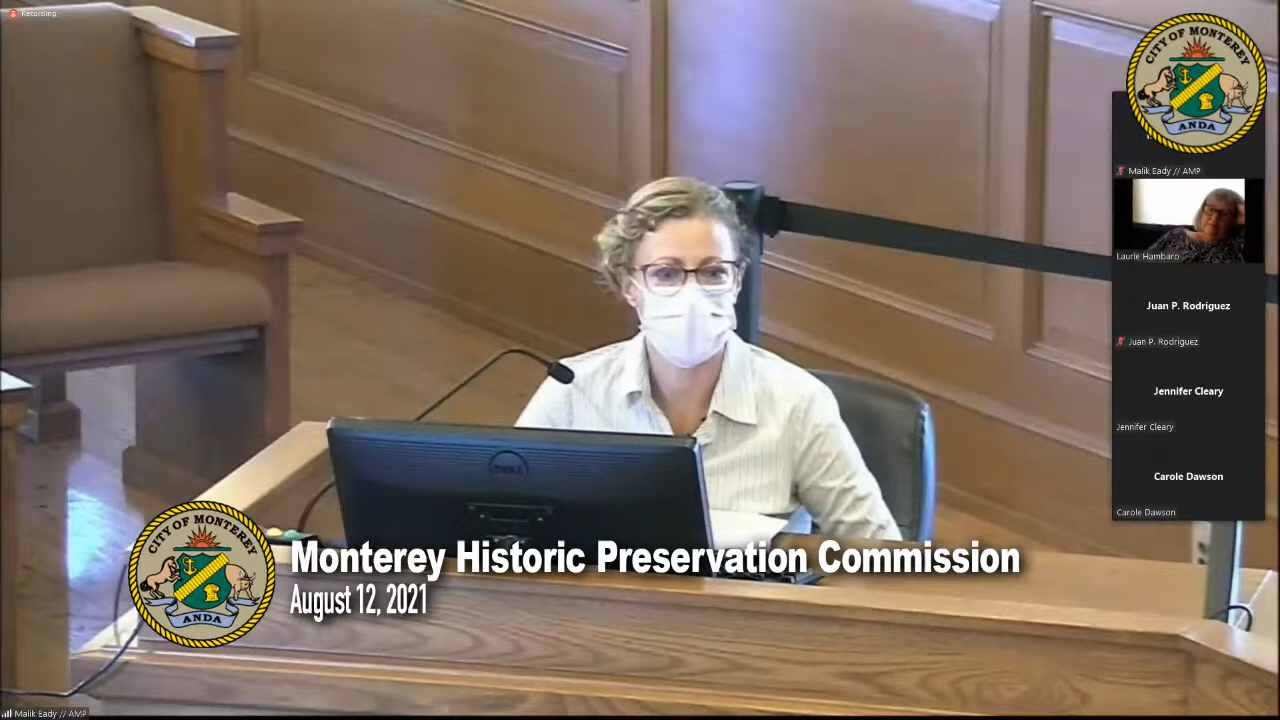 Recording
CITY OF MONTEREY
ANDA
Malik Eady // AMP
Laurie Hambaro
Juan P. Rodriguez
Juan P. Rodriguez
Jennifer Cleary
Jennifer Cleary
Carole Dawson
Carole Dawson
DELL
CITY OF MONTEREY
ANDA
Monterey Historic Preservation Commission
August 12, 2021
Malik Eady // AMP